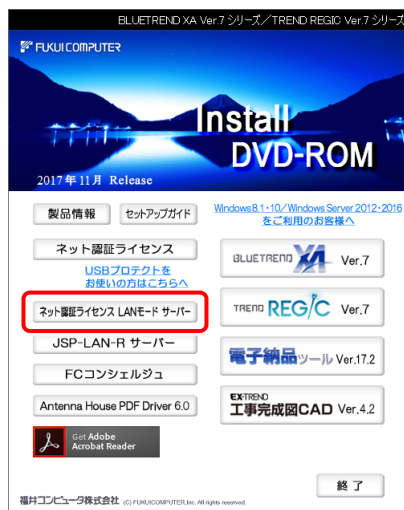 BLUETREND XA Ver.7 シリーズ／TREND REGIC Ver.7 シリーズ
FUKUI COMPUTER
Install
DVD-ROM
2017年11月 Release
製品情報
セットアップガイド
Windows8.1・10／Windows Server 2012・2016
をご利用のお客様へ
ネット認証ライセンス
USBプロテクトを
お使いの方はこちらへ
ネット認証ライセンス LANモード サーバー
JSP-LAN-R サーバー
FCコンシェルジュ
Antenna House PDF Driver 6.0
Get Adobe
Acrobat Reader
BLUETREND XA Ver.7
TREND REGIC Ver.7
電子納品ツール Ver.17.2
EX-TREND
工事完成図CAD Ver.4.2
終了
福井コンピュータ株式会社 (C) FUKUICOMPUTER,Inc. All rights reserved.